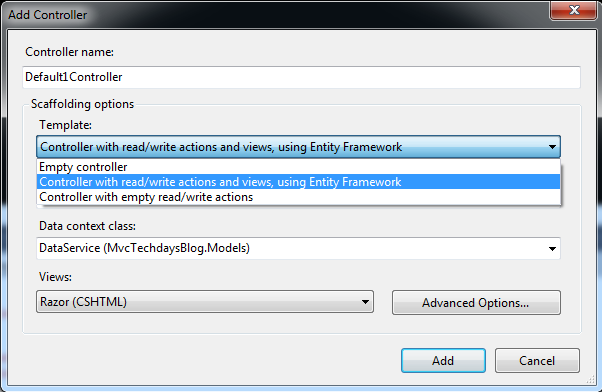 Add Controller
Controller name:
Default1Controller
Scaffolding options
Template:
Controller with read/write actions and views, using Entity Framework
Empty controller
Controller with read/write actions and views, using Entity Framework
Controller with empty read/write actions
Data context class:
DataService (MvcTechdaysBlog.Models)
Views:
Razor (CSHTML)
Advanced Options...
Add
Cancel